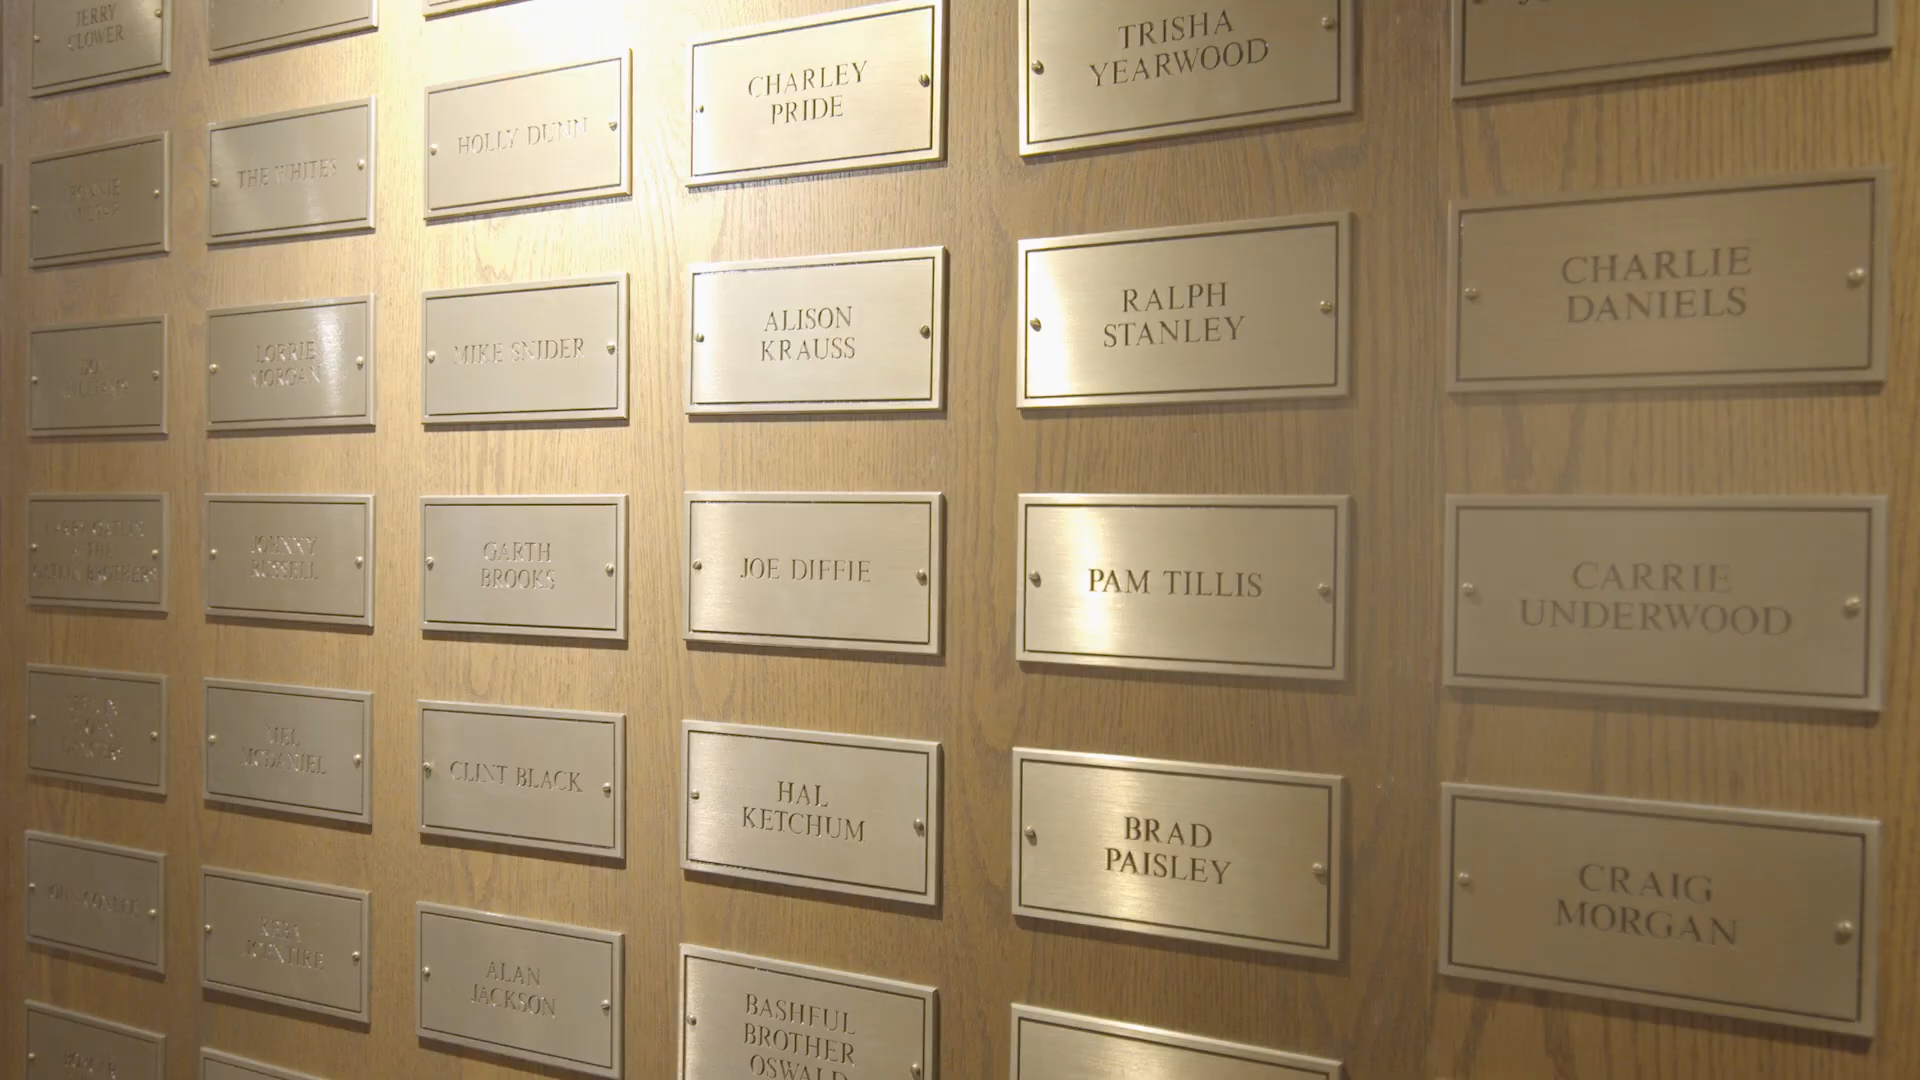 JERRY
CLOWER
THE WHITES
LORRIE
MORGAN
JOHNNY
RUSSELL
MEL
MCDANIEL
REBA
MCENTIRE
HOLLY DUNN
MIKE SNIDER
GARTH
BROOKS
CLINT BLACK
ALAN
JACKSON
CHARLEY
PRIDE
ALISON
KRAUSS
JOE DIFFIE
HAL
KETCHUM
BASHFUL
BROTHER
OSWALD
TRISHA
YEARWOOD
RALPH
STANLEY
PAM TILLIS
BRAD
PAISLEY
CHARLIE
DANIELS
CARRIE
UNDERWOOD
CRAIG
MORGAN